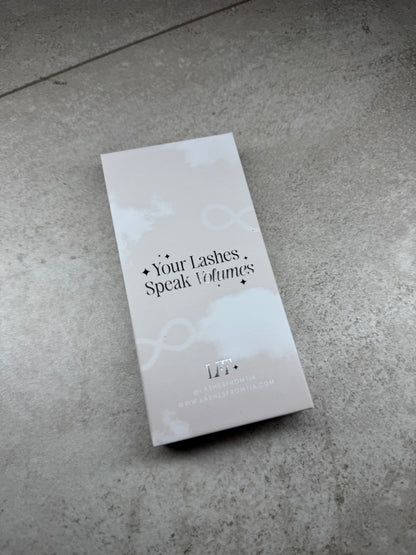 Your Lashes
Speak Volumes
LFT
@LASHESFROMTIA
WWW.LASHESFROMTIA.COM